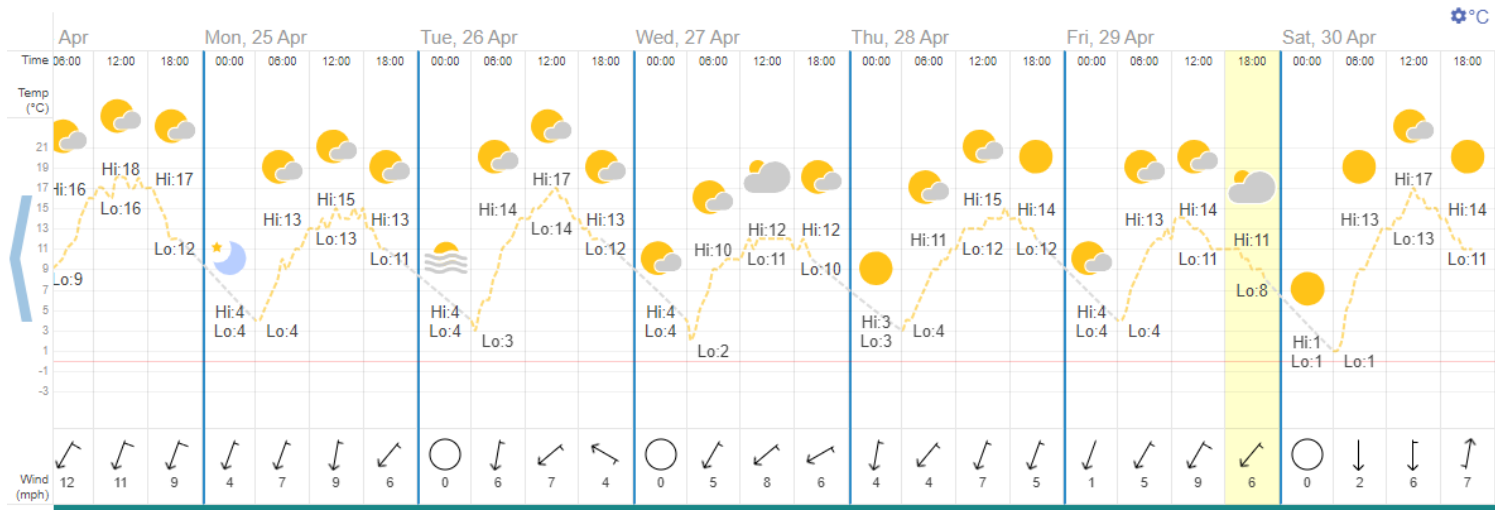 °C
Apr Mon, 25 Apr Tue, 26 Apr Wed, 27 Apr Thu, 28 Apr Fri, 29 Apr Sat, 30 Apr
Time 06:00 12:00 18:00 00:00 06:00 12:00 18:00 00:00 06:00 12:00 18:00 00:00 06:00 12:00 18:00 00:00 06:00 12:00 18:00 00:00 06:00 12:00 18:00 00:00 06:00 12:00 18:00
Temp
(°C)
21
19
17
15
13
11
9
7
5
3
1
-1
-3
Hi:16
Lo:9
Hi:18
Lo:16
Hi:17
Lo:12
Hi:4
Lo:4
Hi:13
Lo:4
Hi:15
Lo:13
Hi:13
Lo:11
Hi:4
Lo:4
Hi:14
Lo:3
Hi:17
Lo:14
Hi:13
Lo:12
Hi:4
Lo:4
Hi:10
Lo:2
Hi:12
Lo:11
Hi:12
Lo:10
Hi:3
Lo:3
Hi:11
Lo:4
Hi:15
Lo:12
Hi:14
Lo:12
Hi:4
Lo:4
Hi:13
Lo:4
Hi:14
Lo:11
Hi:11
Lo:8
Hi:1
Lo:1
Hi:13
Lo:1
Hi:17
Lo:13
Hi:14
Lo:11
Wind
(mph)
12 11 9 4 7 9 6 0 6 7 4 0 5 8 6 4 4 7 5 1 5 9 6 0 2 6 7